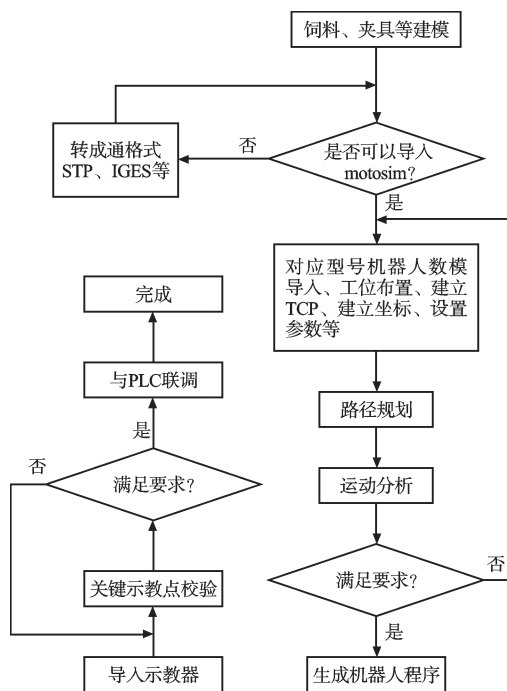 饲料、夹具等建模
是否可以导入
motosim?
否
转成通格式
STP、IGES等
是
对应型号机器人数模
导入、工位布置、建立
TCP、建立坐标、设置
参数等
路径规划
运动分析
满足要求?
否
是
生成机器人程序
导入示教器
关键示教点校验
满足要求?
否
是
与PLC联调
完成